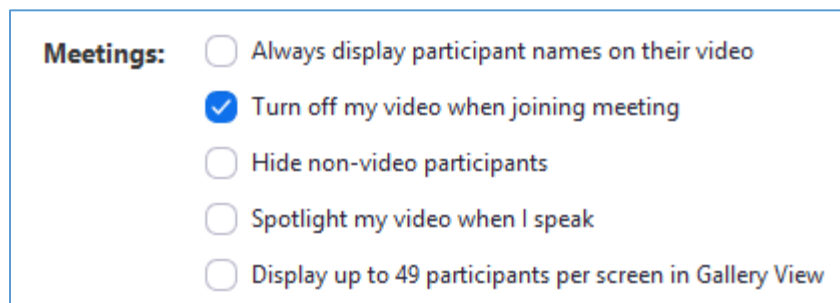 Meetings: Always display participant names on their video
Turn off my video when joining meeting
Hide non-video participants
Spotlight my video when I speak
Display up to 49 participants per screen in Gallery View